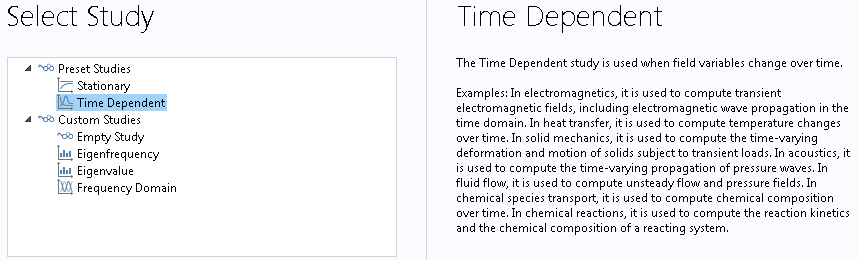 Select Study
Preset Studies
Stationary
Time Dependent
Custom Studies
Empty Study
Eigenfrequency
Eigenvalue
Frequency Domain
Time Dependent
The Time Dependent study is used when field variables change over time.
Examples: In electromagnetics, it is used to compute transient
electromagnetic fields, including electromagnetic wave propagation in the
time domain. In heat transfer, it is used to compute temperature changes
over time. In solid mechanics, it is used to compute the time-varying
deformation and motion of solids subject to transient loads. In acoustics, it
is used to compute the time-varying propagation of pressure waves. In
fluid flow, it is used to compute unsteady flow and pressure fields. In
chemical species transport, it is used to compute chemical composition
over time. In chemical reactions, it is used to compute the reaction kinetics
and the chemical composition of a reacting system.